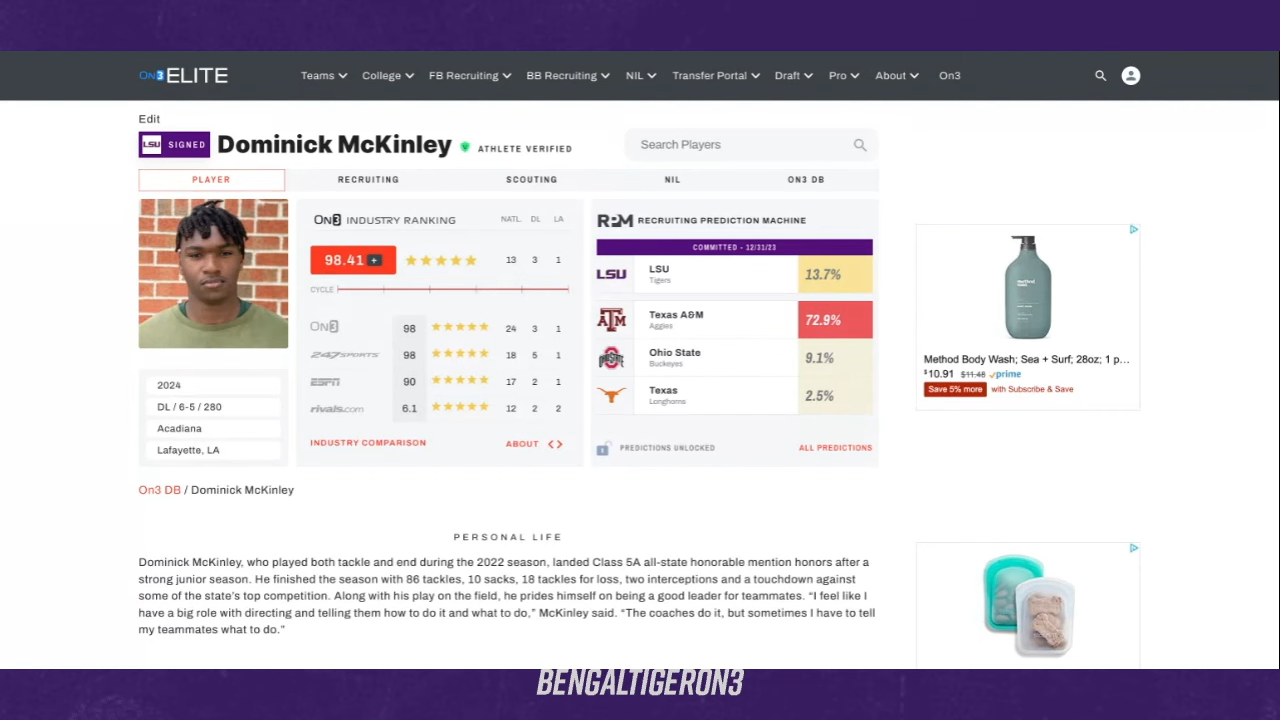 On3 ELITE
Teams College FB Recruiting BB Recruiting NIL Transfer Portal Draft Pro About On3
Edit
LSU SIGNED Dominick McKinley ATHLETE VERIFIED
Search Players
PLAYER RECRUITING SCOUTING NIL ON3 DB
On3 INDUSTRY RANKING NATL. DL LA
98.41 + 13 3 1
CYCLE
On3 98 24 3 1
247SPORTS 98 18 5 1
ESPN 90 17 2 1
rivals.com 6.1 12 2 2
INDUSTRY COMPARISON ABOUT
2024
DL / 6-5 / 280
Acadiana
Lafayette, LA
RPM RECRUITING PREDICTION MACHINE
COMMITTED - 12/31/23
LSU LSU 13.7%
Tigers
ATM Texas A&M 72.9%
Aggies
OHIO STATE Ohio State 9.1%
Buckeyes
Texas 2.5%
Longhorns
PREDICTIONS UNLOCKED ALL PREDICTIONS
method
Method Body Wash; Sea + Surf; 28oz; 1 p...
$10.91 $11.48 prime
Save 5% more with Subscribe & Save
On3 DB / Dominick McKinley
PERSONAL LIFE
Dominick McKinley, who played both tackle and end during the 2022 season, landed Class 5A all-state honorable mention honors after a
strong junior season. He finished the season with 86 tackles, 10 sacks, 18 tackles for loss, two interceptions and a touchdown against
some of the state's top competition. Along with his play on the field, he prides himself on being a good leader for teammates. “I feel like I
have a big role with directing and telling them how to do it and what to do,” McKinley said. “The coaches do it, but sometimes I have to tell
my teammates what to do.”
BENGALTIGERON3